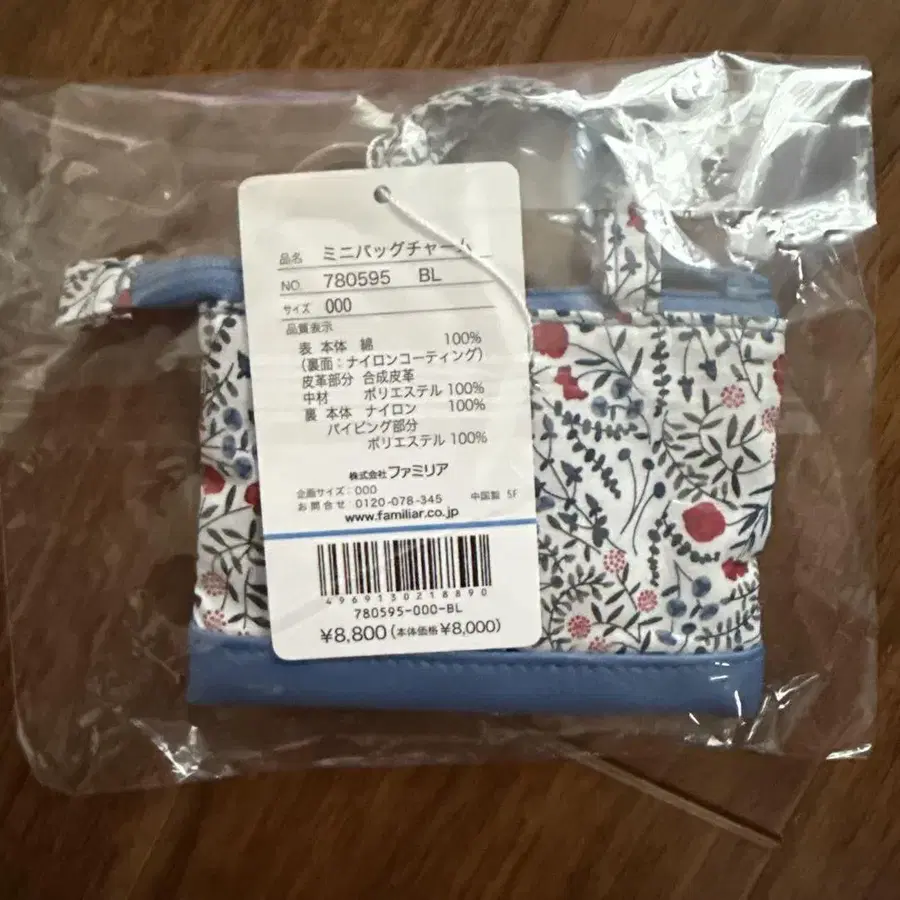 品名 ミニバッグチャーム
NO. 780595 BL
サイズ 000
品質表示
表 本体 綿 100%
(裏面：ナイロンコーティング)
皮革部分 合成皮革
中材 ポリエステル 100%
裏 本体 ナイロン 100%
パイピング部分
ポリエステル 100%
株式会社ファミリア
企画サイズ：000
お問合せ 0120-078-345 中国製 5F
www.familiar.co.jp
4969130218890
780595-000-BL
¥8,800(本体価格¥8,000)